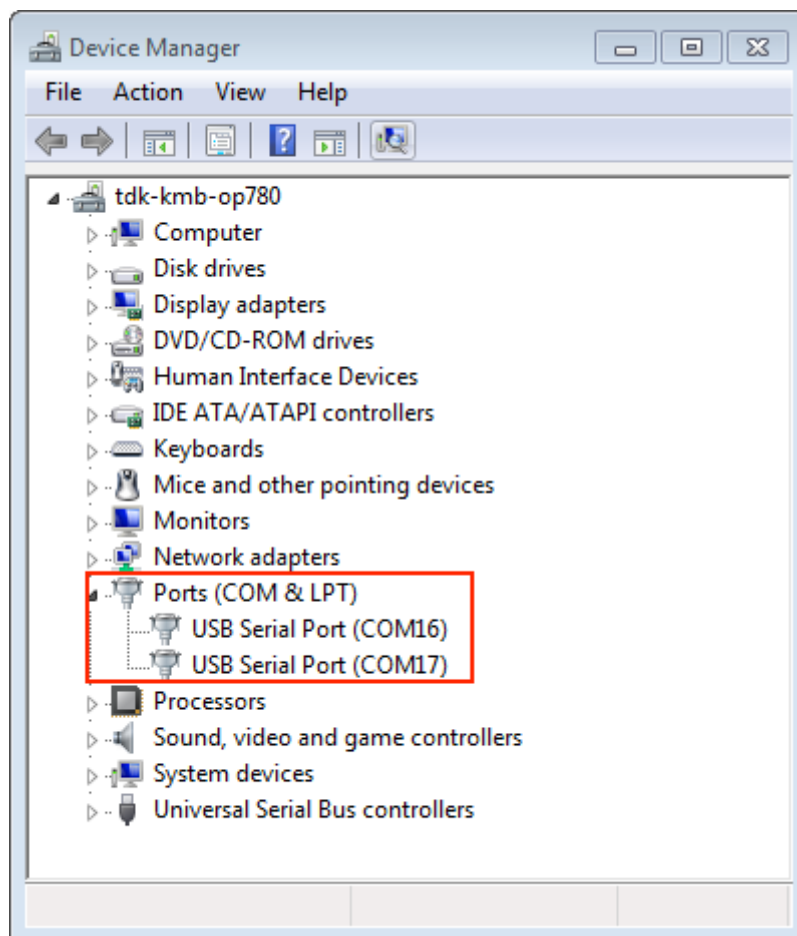 Device Manager
File Action View Help
tdk-kmb-op780
Computer
Disk drives
Display adapters
DVD/CD-ROM drives
Human Interface Devices
IDE ATA/ATAPI controllers
Keyboards
Mice and other pointing devices
Monitors
Network adapters
Ports (COM & LPT)
USB Serial Port (COM16)
USB Serial Port (COM17)
Processors
Sound, video and game controllers
System devices
Universal Serial Bus controllers